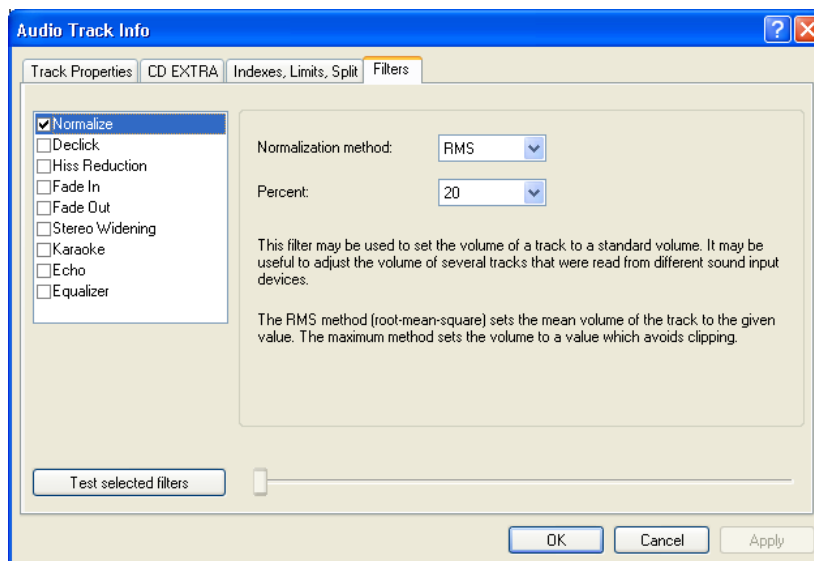 Audio Track Info
Track Properties CD EXTRA Indexes, Limits, Split Filters
Normalize
Declick
Hiss Reduction
Fade In
Fade Out
Stereo Widening
Karaoke
Echo
Equalizer
Normalization method: RMS
Percent: 20
This filter may be used to set the volume of a track to a standard volume. It may be
useful to adjust the volume of several tracks that were read from different sound input
devices.
The RMS method (root-mean-square) sets the mean volume of the track to the given
value. The maximum method sets the volume to a value which avoids clipping.
Test selected filters
OK Cancel Apply